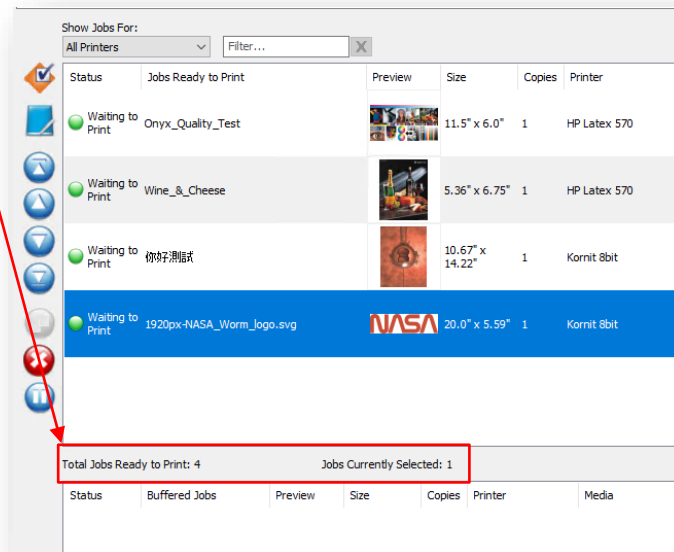 Show Jobs For:
All Printers Filter... X
Status Jobs Ready to Print Preview Size Copies Printer
Waiting to Print Onyx_Quality_Test 11.5" x 6.0" 1 HP Latex 570
Waiting to Print Wine_&_Cheese 5.36" x 6.75" 1 HP Latex 570
Waiting to Print 你好測試 10.67" x 14.22" 1 Kornit 8bit
Waiting to Print 1920px-NASA_Worm_logo.svg NASA 20.0" x 5.59" 1 Kornit 8bit
Total Jobs Ready to Print: 4 Jobs Currently Selected: 1
Status Buffered Jobs Preview Size Copies Printer Media